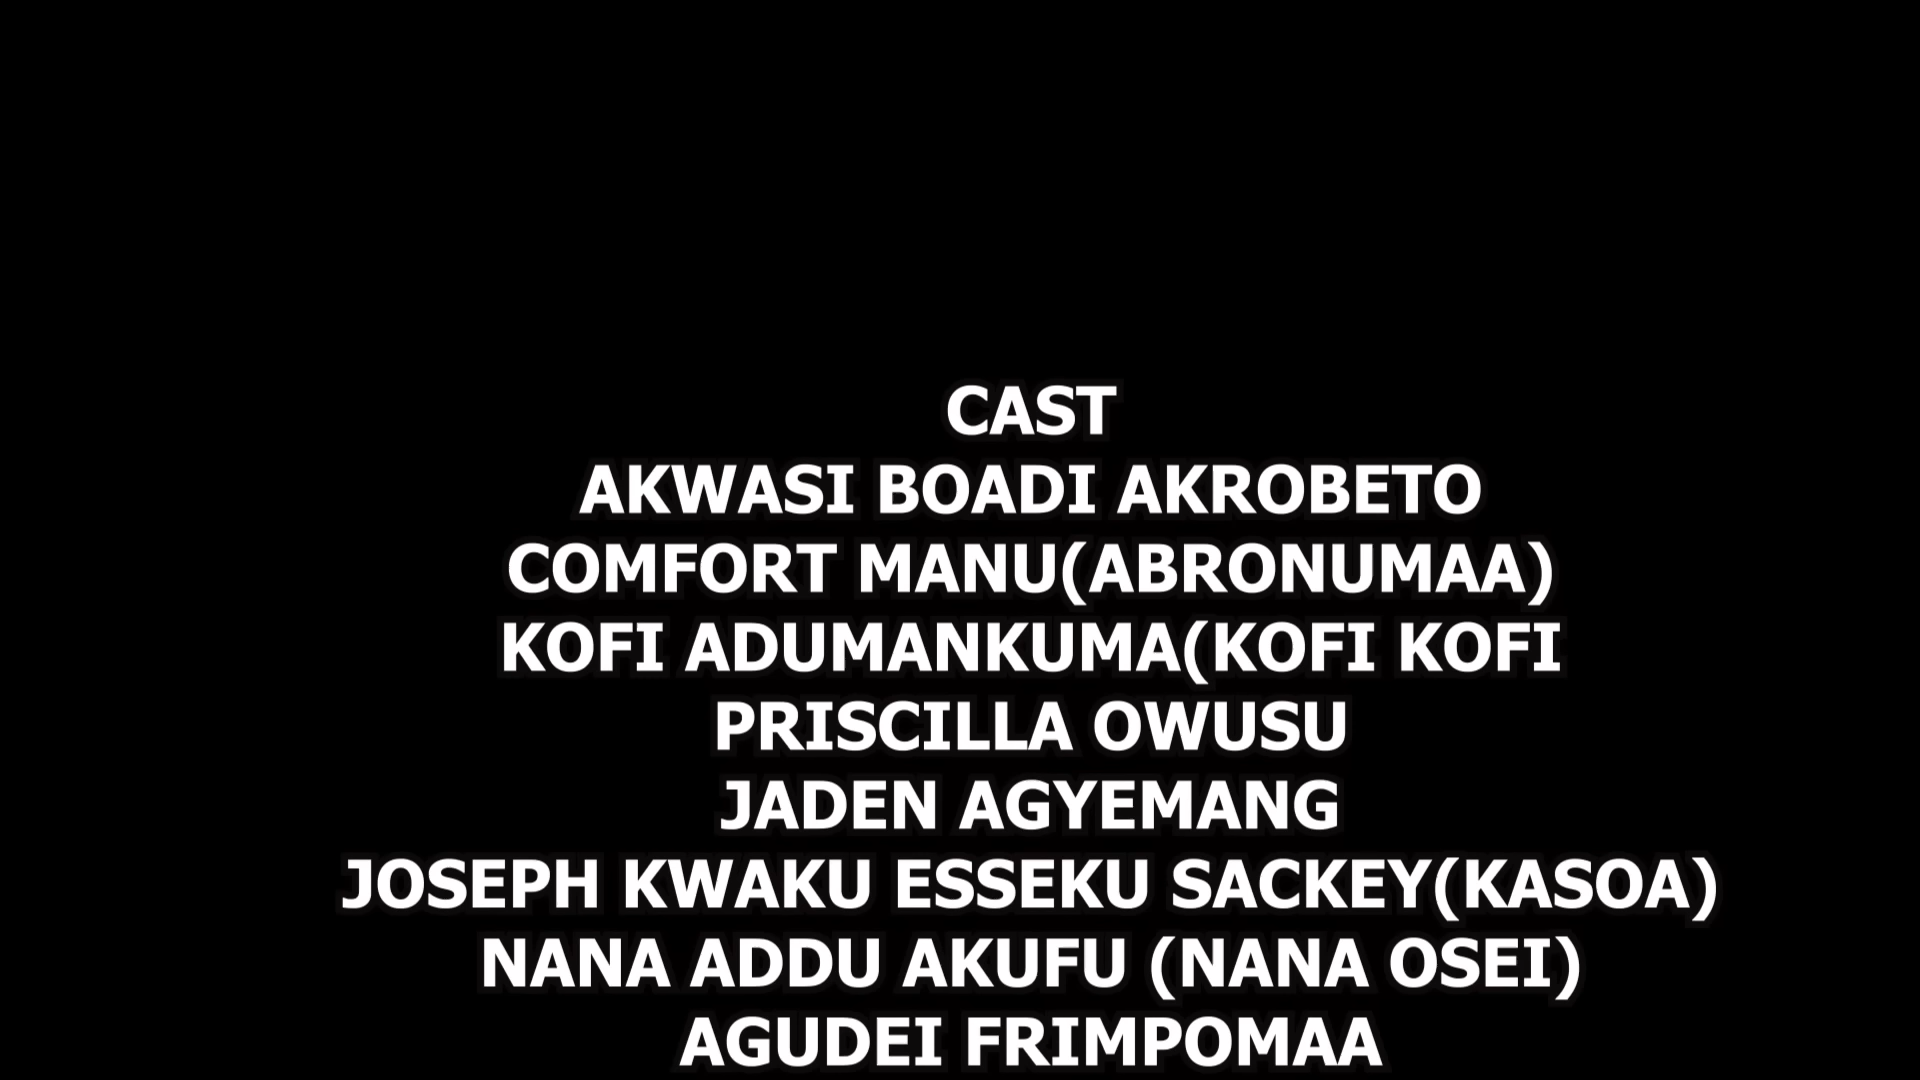 CAST
AKWASI BOADI AKROBETO
COMFORT MANU(ABRONUMAA)
KOFI ADUMANKUMA(KOFI KOFI
PRISCILLA OWUSU
JADEN AGYEMANG
JOSEPH KWAKU ESSEKU SACKEY(KASOA)
NANA ADDU AKUFU (NANA OSEI)
AGUDEI FRIMPOMAA